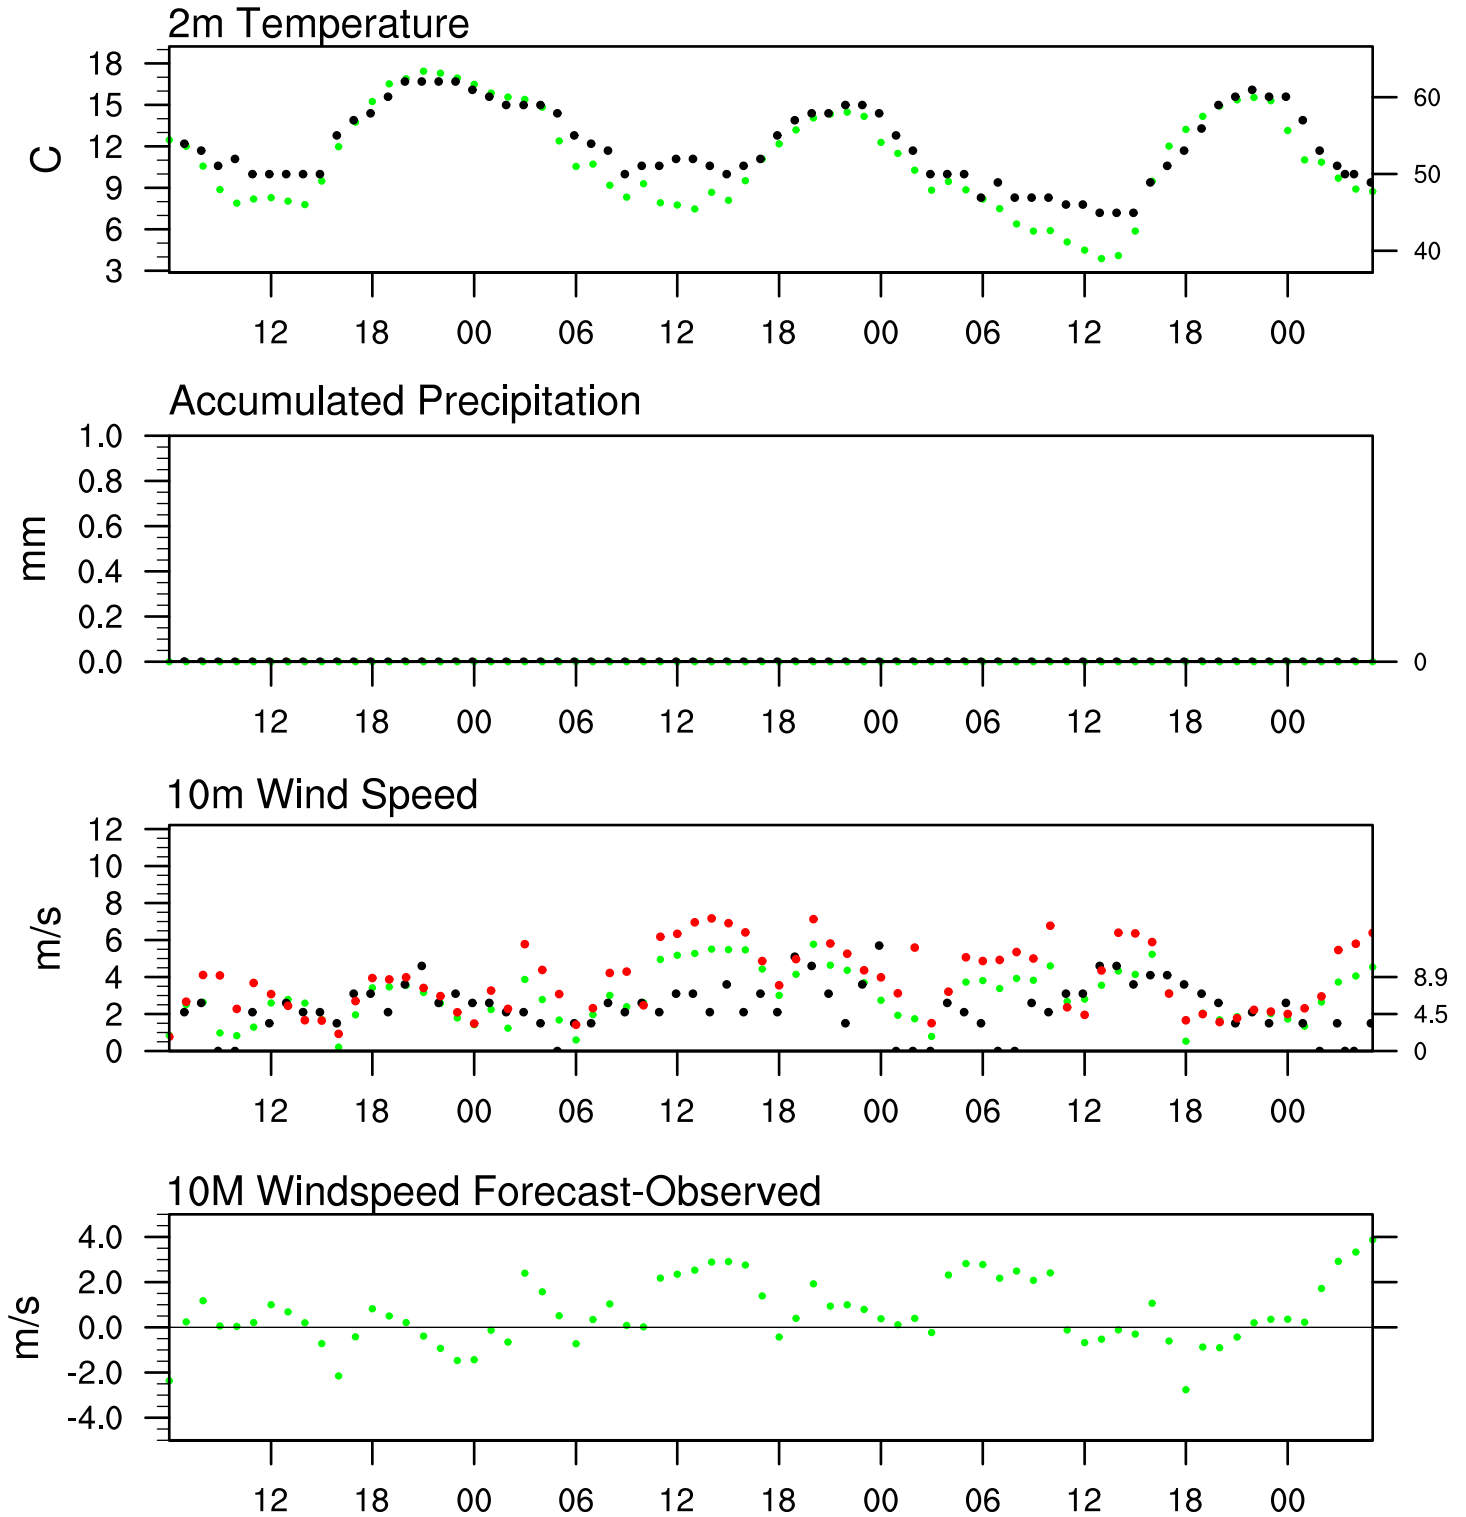 2m Temperature
18
15
12
9
6
3
C
60
50
40
12 18 00 06 12 18 00 06 12 18 00
Accumulated Precipitation
1.0
0.8
0.6
0.4
0.2
0.0
mm
0
12 18 00 06 12 18 00 06 12 18 00
10m Wind Speed
12
10
8
6
4
2
0
m/s
8.9
4.5
0
12 18 00 06 12 18 00 06 12 18 00
10M Windspeed Forecast-Observed
4.0
2.0
0.0
-2.0
-4.0
m/s
12 18 00 06 12 18 00 06 12 18 00